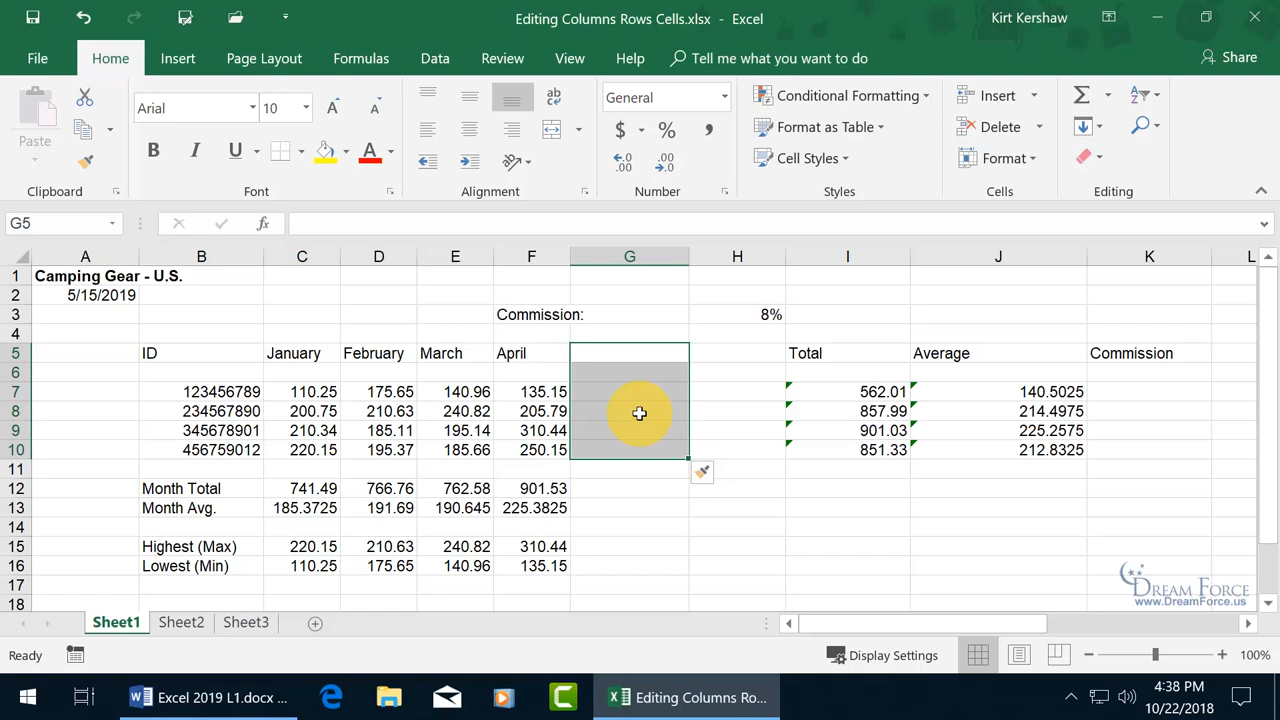 Editing Columns Rows Cells.xlsx - Excel
Kirt Kershaw
File Home Insert Page Layout Formulas Data Review View Help Tell me what you want to do Share
Paste
Arial 10
General
$ % ,
Conditional Formatting
Format as Table
Cell Styles
Insert
Delete
Format
B I U A
Clipboard Font Alignment Number Styles Cells Editing
G5 fx
A B C D E F G H I J K L
1 Camping Gear - U.S.
2 5/15/2019
3 Commission: 8%
4
5 ID January February March April Total Average Commission
6
7 123456789 110.25 175.65 140.96 135.15 562.01 140.5025
8 234567890 200.75 210.63 240.82 205.79 857.99 214.4975
9 345678901 210.34 185.11 195.14 310.44 901.03 225.2575
10 456759012 220.15 195.37 185.66 250.15 851.33 212.8325
11
12 Month Total 741.49 766.76 762.58 901.53
13 Month Avg. 185.3725 191.69 190.645 225.3825
14
15 Highest (Max) 220.15 210.63 240.82 310.44
16 Lowest (Min) 110.25 175.65 140.96 135.15
17
18
DREAM FORCE
www.DreamForce.us
Sheet1 Sheet2 Sheet3
Ready Display Settings 100%
Excel 2019 L1.docx ... Editing Columns Ro... 4:38 PM
10/22/2018